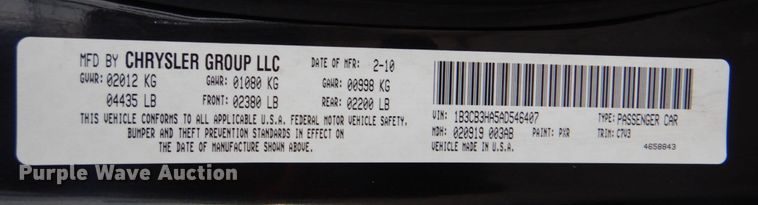 MFD BY CHRYSLER GROUP LLC DATE OF MFR: 2-10
GVWR: 02012 KG GAWR: 01080 KG GAWR: 00998 KG
04435 LB FRONT: 02380 LB REAR: 02200 LB
THIS VEHICLE CONFORMS TO ALL APPLICABLE U.S.A. FEDERAL MOTOR VEHICLE SAFETY,
BUMPER AND THEFT PREVENTION STANDARDS IN EFFECT ON
THE DATE OF MANUFACTURE SHOWN ABOVE.
VIN: 1B3CB3HA5AD546407 TYPE: PASSENGER CAR
MDH: 020919 003AB PAINT: PXR TRIM: C7V3
VEHICLE MADE IN U.S.A. 4658843
Purple Wave Auction